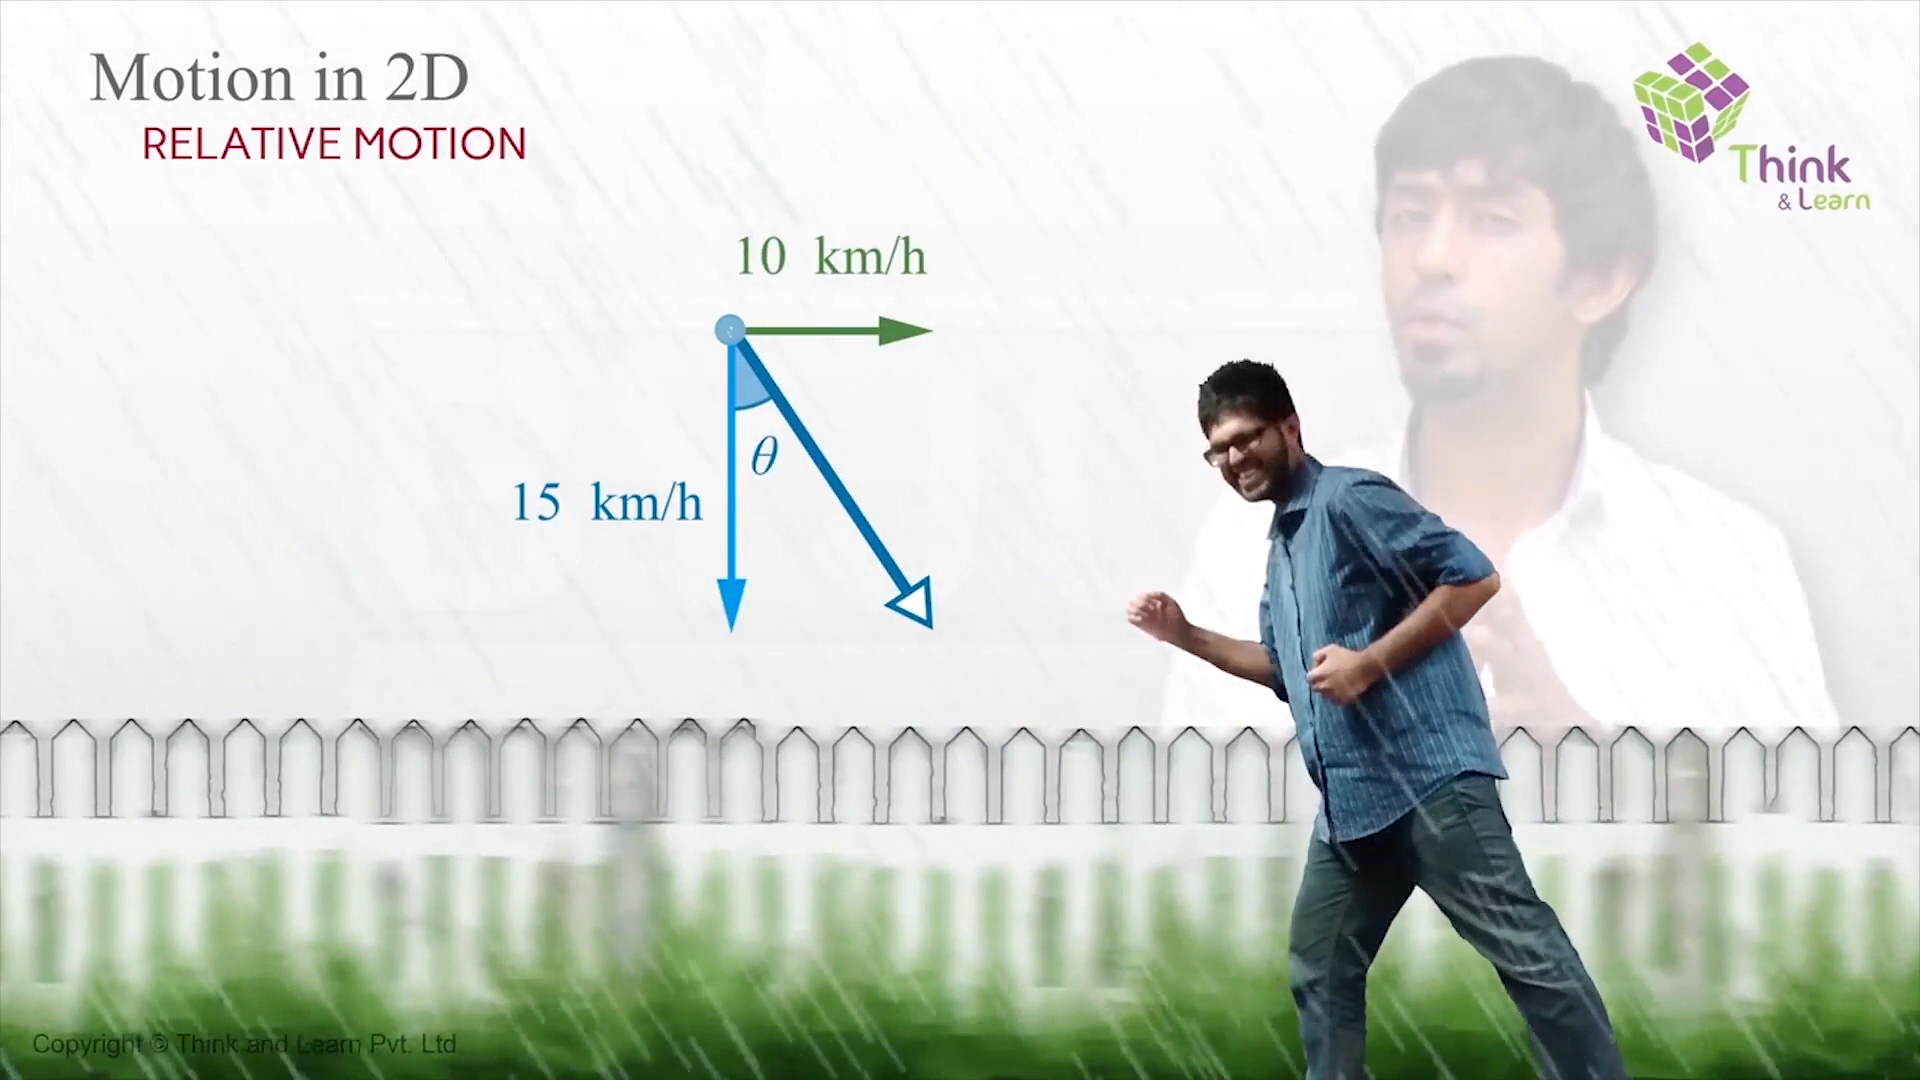 Motion in 2D
RELATIVE MOTION
Think
& Learn
10 km/h
θ
15 km/h
Copyright © Think and Learn Pvt. Ltd.